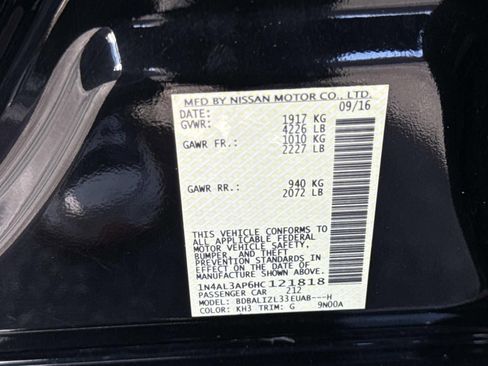 MFD BY NISSAN MOTOR CO., LTD.
DATE: 09/16
GVWR: 1917 KG
4226 LB
GAWR FR.: 1010 KG
2227 LB
GAWR RR.: 940 KG
2072 LB
THIS VEHICLE CONFORMS TO
ALL APPLICABLE FEDERAL
MOTOR VEHICLE SAFETY,
BUMPER, AND THEFT
PREVENTION STANDARDS IN
EFFECT ON THE DATE OF
MANUFACTURE SHOWN ABOVE.
1N4AL3AP6HC121818
PASSENGER CAR 212
MODEL: BDBALIZL33EUAB---H
COLOR: KH3 TRIM: G 9N00A